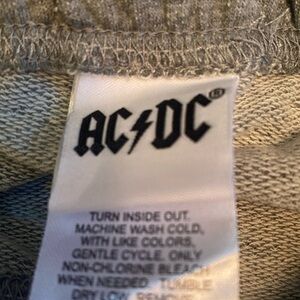 AC⚡DC®
TURN INSIDE OUT.
MACHINE WASH COLD,
WITH LIKE COLORS,
GENTLE CYCLE. ONLY
NON-CHLORINE BLEACH
WHEN NEEDED. TUMBLE
DRY LOW. REMOVE